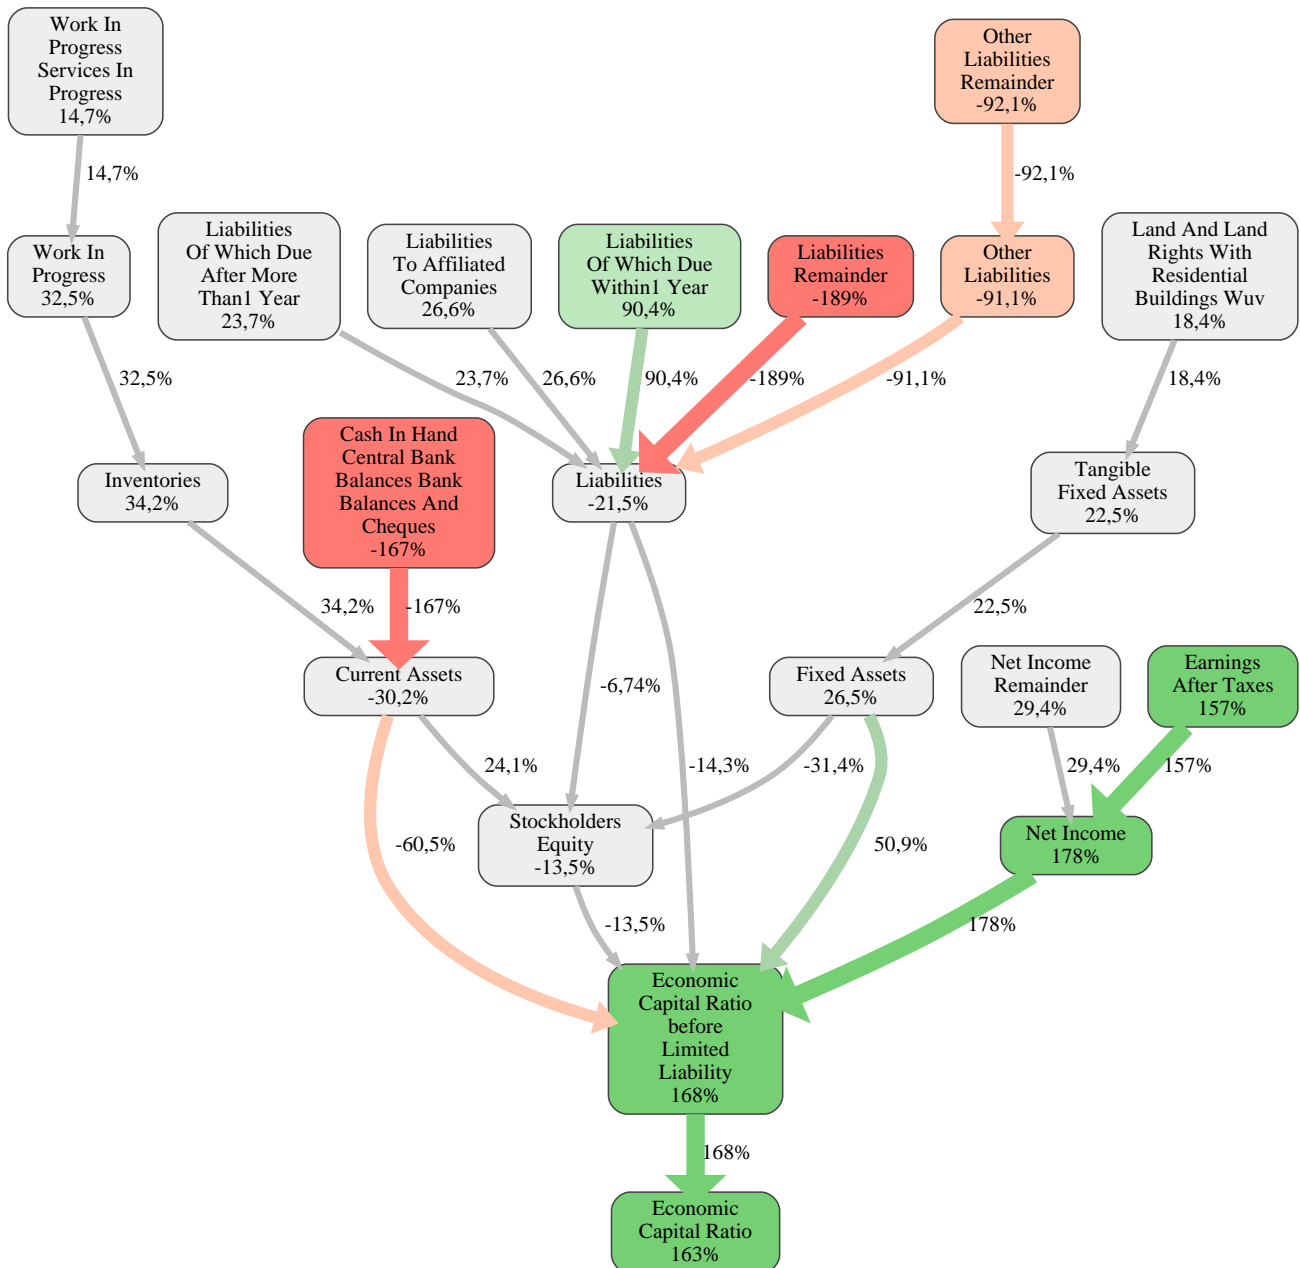 Work In
Progress
Services In
Progress
14,7%
Other
Liabilities
Remainder
-92,1%
14,7%
-92,1%
Work In
Progress
32,5%
Liabilities
Of Which Due
After More
Than1 Year
23,7%
Liabilities
To Affiliated
Companies
26,6%
Liabilities
Of Which Due
Within1 Year
90,4%
Liabilities
Remainder
-189%
Other
Liabilities
-91,1%
Land And Land
Rights With
Residential
Buildings Wuv
18,4%
32,5%
23,7%
26,6%
90,4%
-189%
-91,1%
18,4%
Inventories
34,2%
Cash In Hand
Central Bank
Balances Bank
Balances And
Cheques
-167%
Liabilities
-21,5%
Tangible
Fixed Assets
22,5%
34,2%
-167%
22,5%
Current Assets
-30,2%
-6,74%
Fixed Assets
26,5%
Net Income
Remainder
29,4%
Earnings
After Taxes
157%
24,1%
-14,3%
-31,4%
29,4%
157%
-60,5%
Stockholders
Equity
-13,5%
50,9%
Net Income
178%
-13,5%
178%
Economic
Capital Ratio
before
Limited
Liability
168%
168%
Economic
Capital Ratio
163%